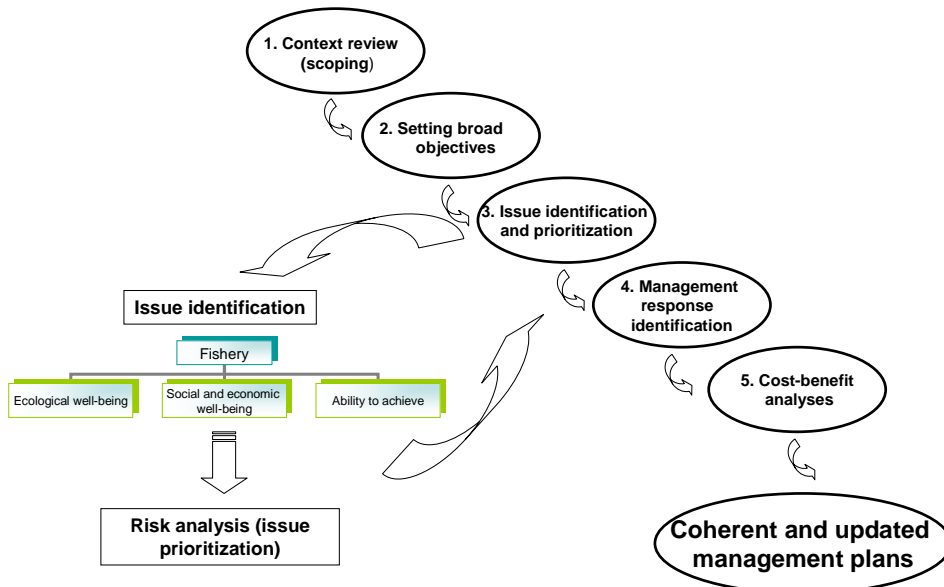 1. Context review
(scoping)
2. Setting broad
objectives
3. Issue identification
and prioritization
4. Management
response
identification
5. Cost-benefit
analyses
Coherent and updated
management plans
Issue identification
Fishery
Ecological well-being
Social and economic
well-being
Ability to achieve
Risk analysis (issue
prioritization)